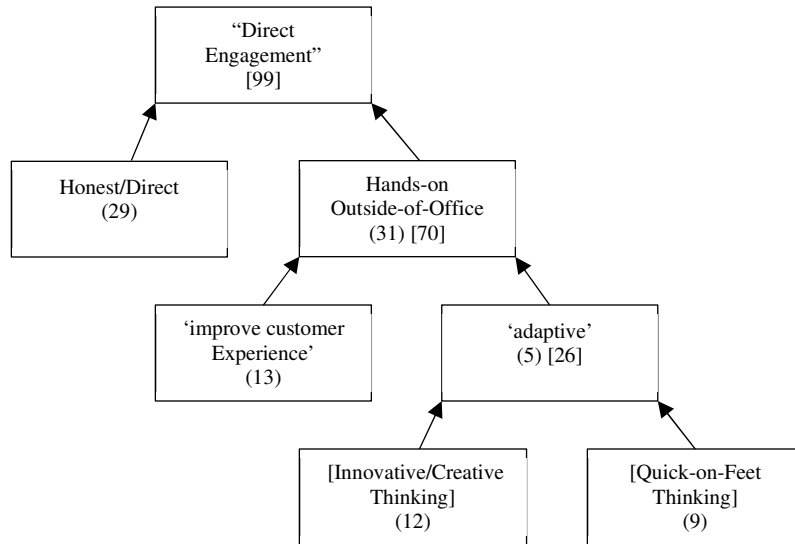 “Direct
Engagement”
[99]
Honest/Direct
(29)
Hands-on
Outside-of-Office
(31) [70]
‘improve customer
Experience’
(13)
‘adaptive’
(5) [26]
[Innovative/Creative
Thinking]
(12)
[Quick-on-Feet
Thinking]
(9)